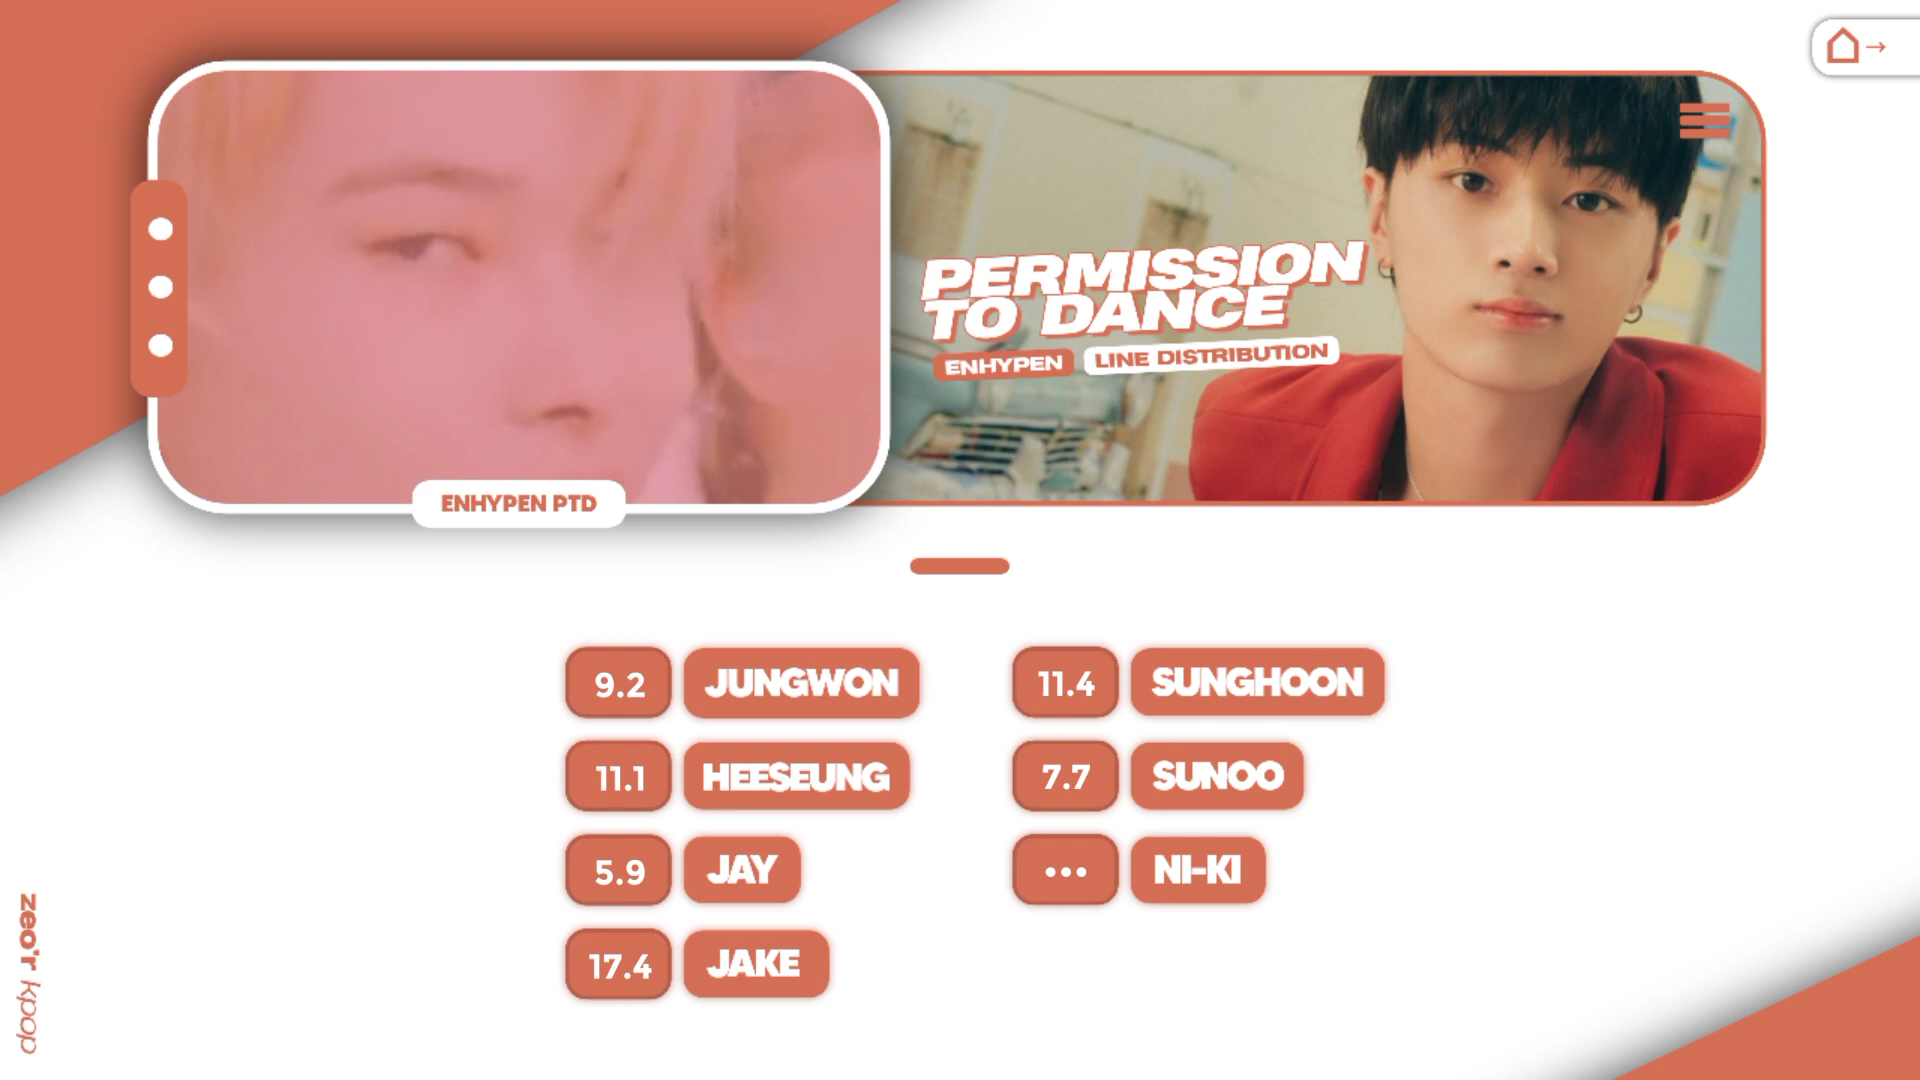 PERMISSION
TO DANCE
ENHYPEN LINE DISTRIBUTION
ENHYPEN PTD
9.2 JUNGWON
11.1 HEESEUNG
5.9 JAY
17.4 JAKE
11.4 SUNGHOON
7.7 SUNOO
... NI-KI
zeo'r kpop